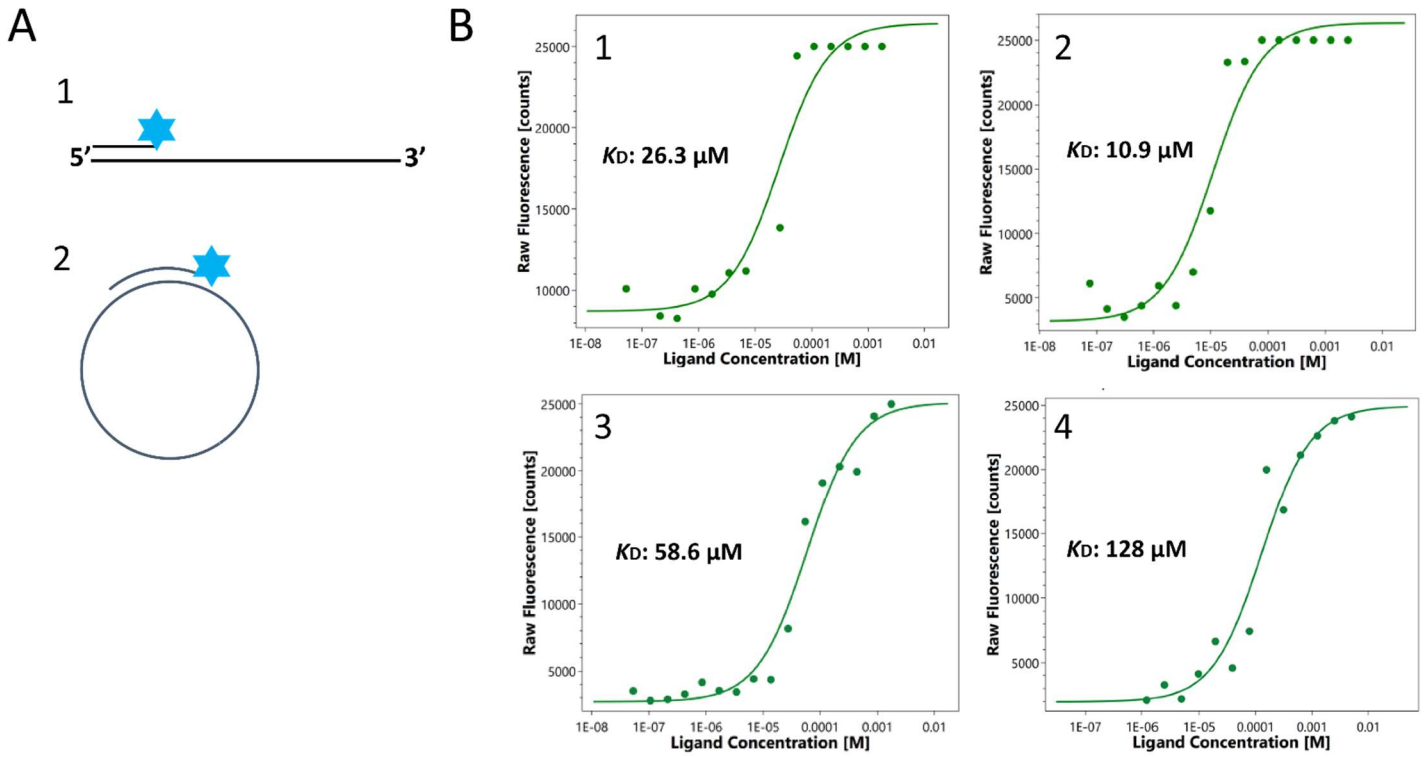 A
1
5’
3’
2
B
1
KD: 26.3 µM
Raw Fluorescence [counts]
25000
20000
15000
10000
1E-08
1E-07
1E-06
1E-05
0.0001
0.001
0.01
Ligand Concentration [M]
2
KD: 10.9 µM
Raw Fluorescence [counts]
25000
20000
15000
10000
5000
1E-08
1E-07
1E-06
1E-05
0.0001
0.001
0.01
Ligand Concentration [M]
3
KD: 58.6 µM
Raw Fluorescence [counts]
25000
20000
15000
10000
5000
1E-08
1E-07
1E-06
1E-05
0.0001
0.001
0.01
Ligand Concentration [M]
4
KD: 128 µM
Raw Fluorescence [counts]
25000
20000
15000
10000
5000
1E-07
1E-06
1E-05
0.0001
0.001
0.01
Ligand Concentration [M]